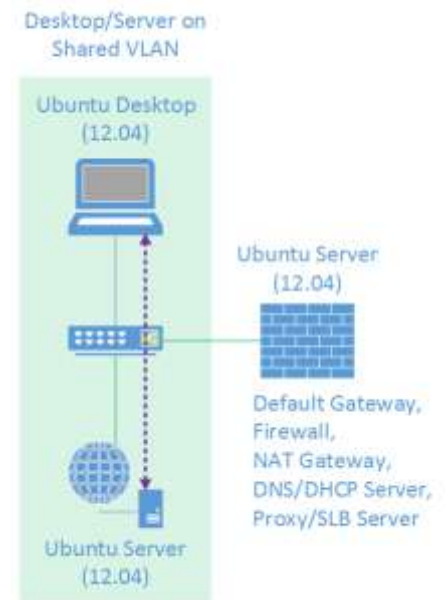 Desktop/Server on
Shared VLAN
Ubuntu Desktop
(12.04)
Ubuntu Server
(12.04)
Default Gateway,
Firewall,
NAT Gateway,
DNS/DHCP Server,
Proxy/SLB Server
Ubuntu Server
(12.04)